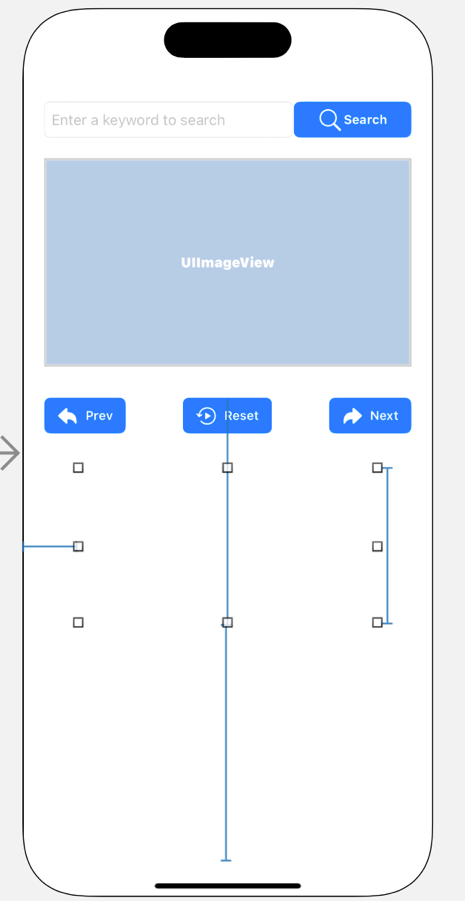 Enter a keyword to search
Search
UIImageView
Prev
Reset
Next